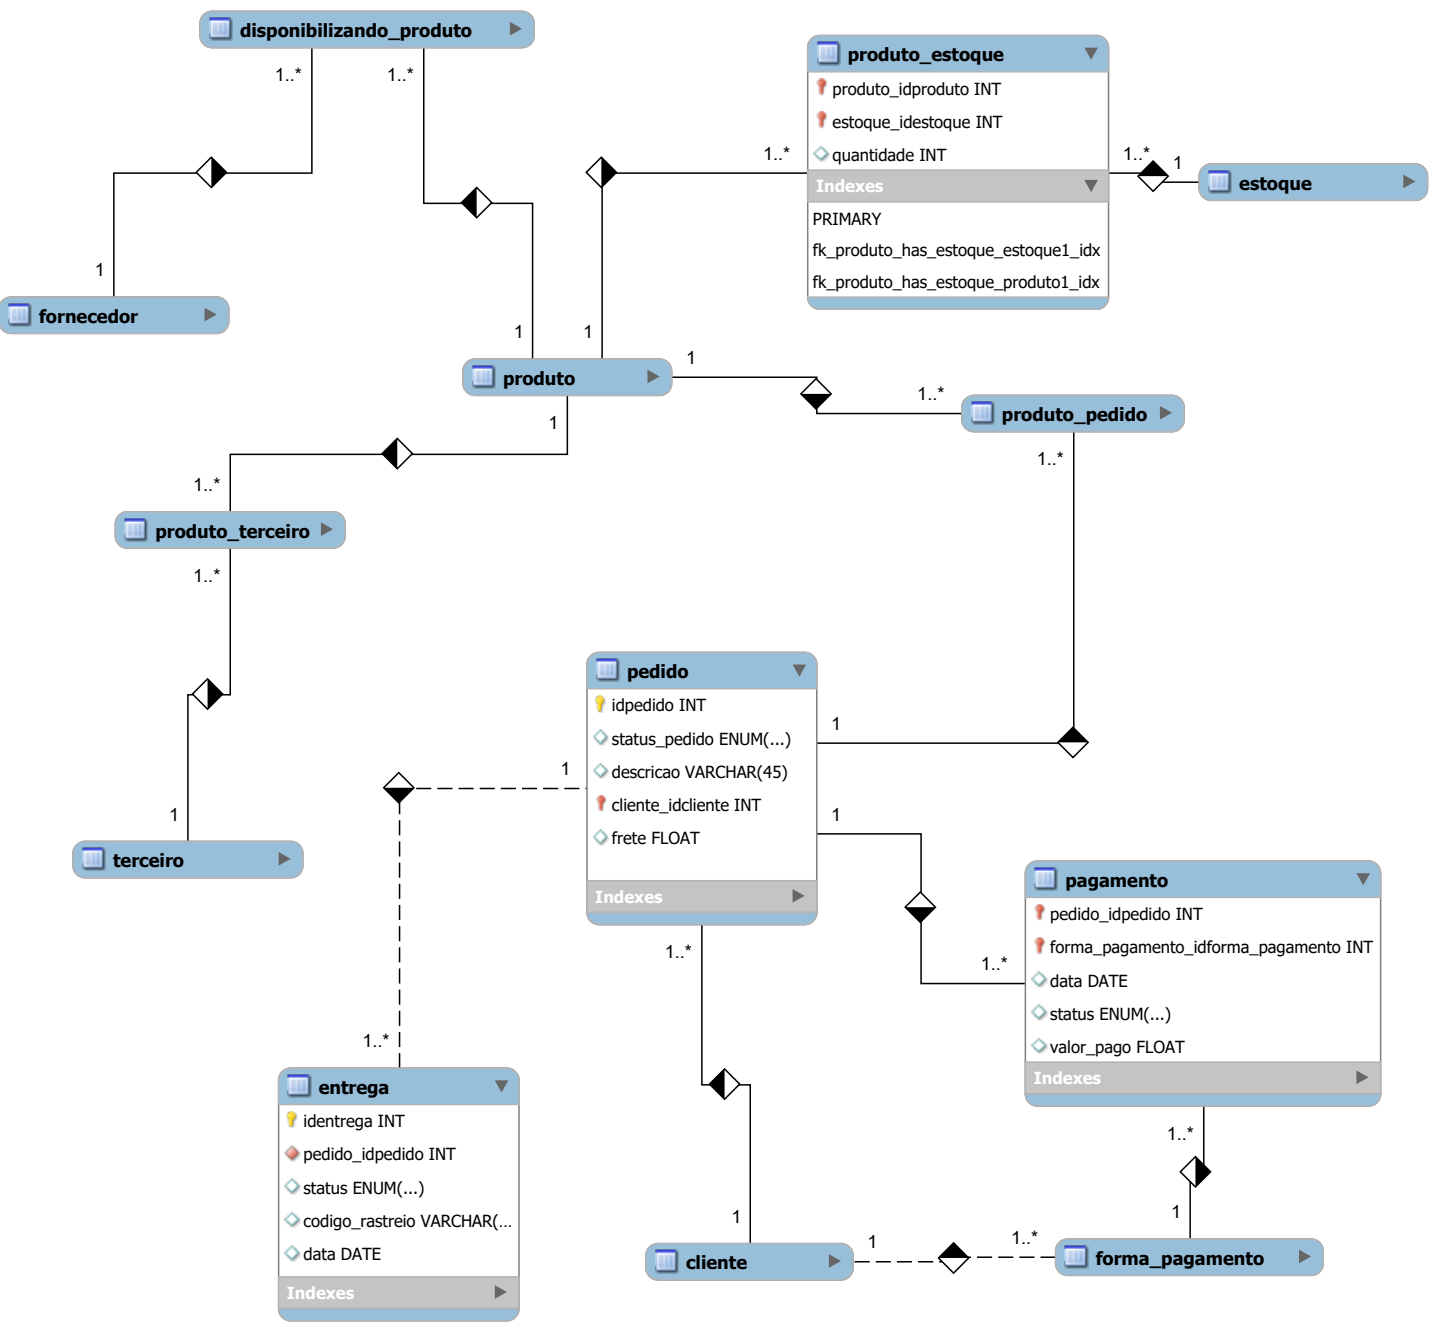 disponibilizando_produto
1..*
1..*
produto_estoque
produto_idproduto INT
estoque_idestoque INT
quantidade INT
Indexes
PRIMARY
fk_produto_has_estoque_estoque1_idx
fk_produto_has_estoque_produto1_idx
1..*
1..*
1
estoque
1
fornecedor
1
1
produto
1
1..*
produto_pedido
1..*
1
1..*
produto_terceiro
1..*
1
terceiro
pedido
idpedido INT
status_pedido ENUM(...)
descricao VARCHAR(45)
cliente_idcliente INT
frete FLOAT
Indexes
1
1
1
1..*
1..*
pagamento
pedido_idpedido INT
forma_pagamento_idforma_pagamento INT
data DATE
status ENUM(...)
valor_pago FLOAT
Indexes
1..*
1..*
entrega
identrega INT
pedido_idpedido INT
status ENUM(...)
codigo_rastreio VARCHAR(...
data DATE
Indexes
1
cliente
1
1..*
1
forma_pagamento